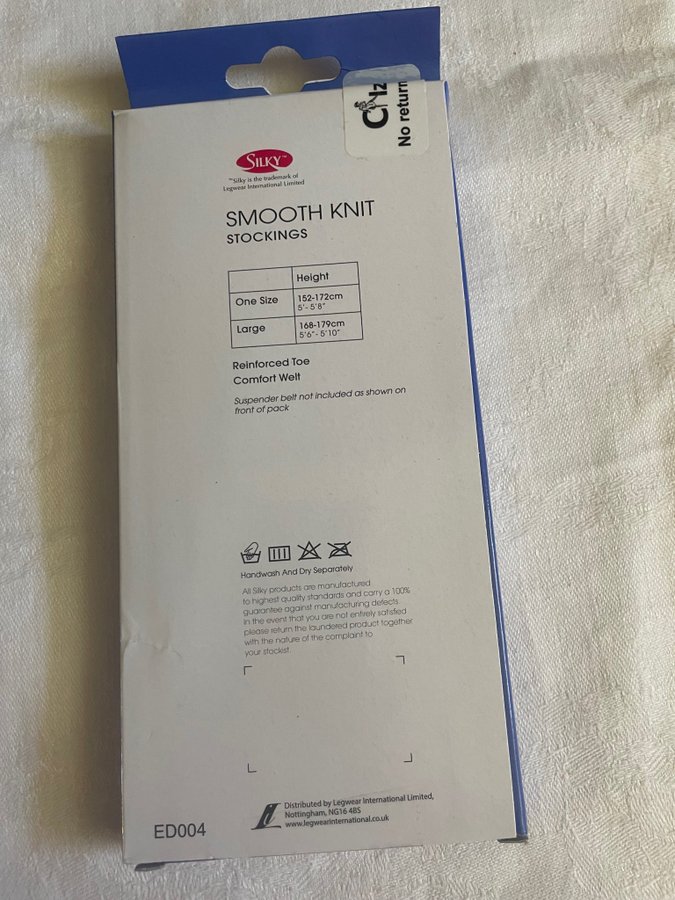 No return
SILKY™
™Silky is the trademark of
Legwear International Limited
SMOOTH KNIT
STOCKINGS
Height
One Size 152-172cm
5'- 5'8"
Large 168-179cm
5'6"- 5'10"
Reinforced Toe
Comfort Welt
Suspender belt not included as shown on
front of pack
Handwash And Dry Separately
All Silky products are manufactured
to highest quality standards and carry a 100%
guarantee against manufacturing defects.
In the event that you are not entirely satisfied
please return the laundered product together
with the nature of the complaint to
your stockist.
Distributed by Legwear International Limited,
Nottingham, NG16 4BS
www.legwearinternational.co.uk
ED004